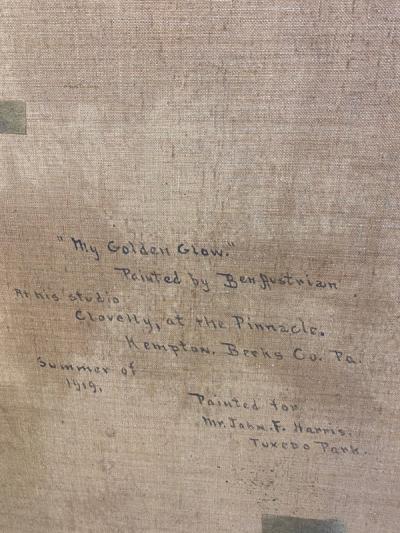 "My Golden Glow."
Painted by Ben Austrian
At his studio
Clovelly, at the Pinnacle.
Kempton. Berks Co. Pa.
Summer of
1919.
Painted for
Mr. John. F. Harris.
Tuxedo Park.